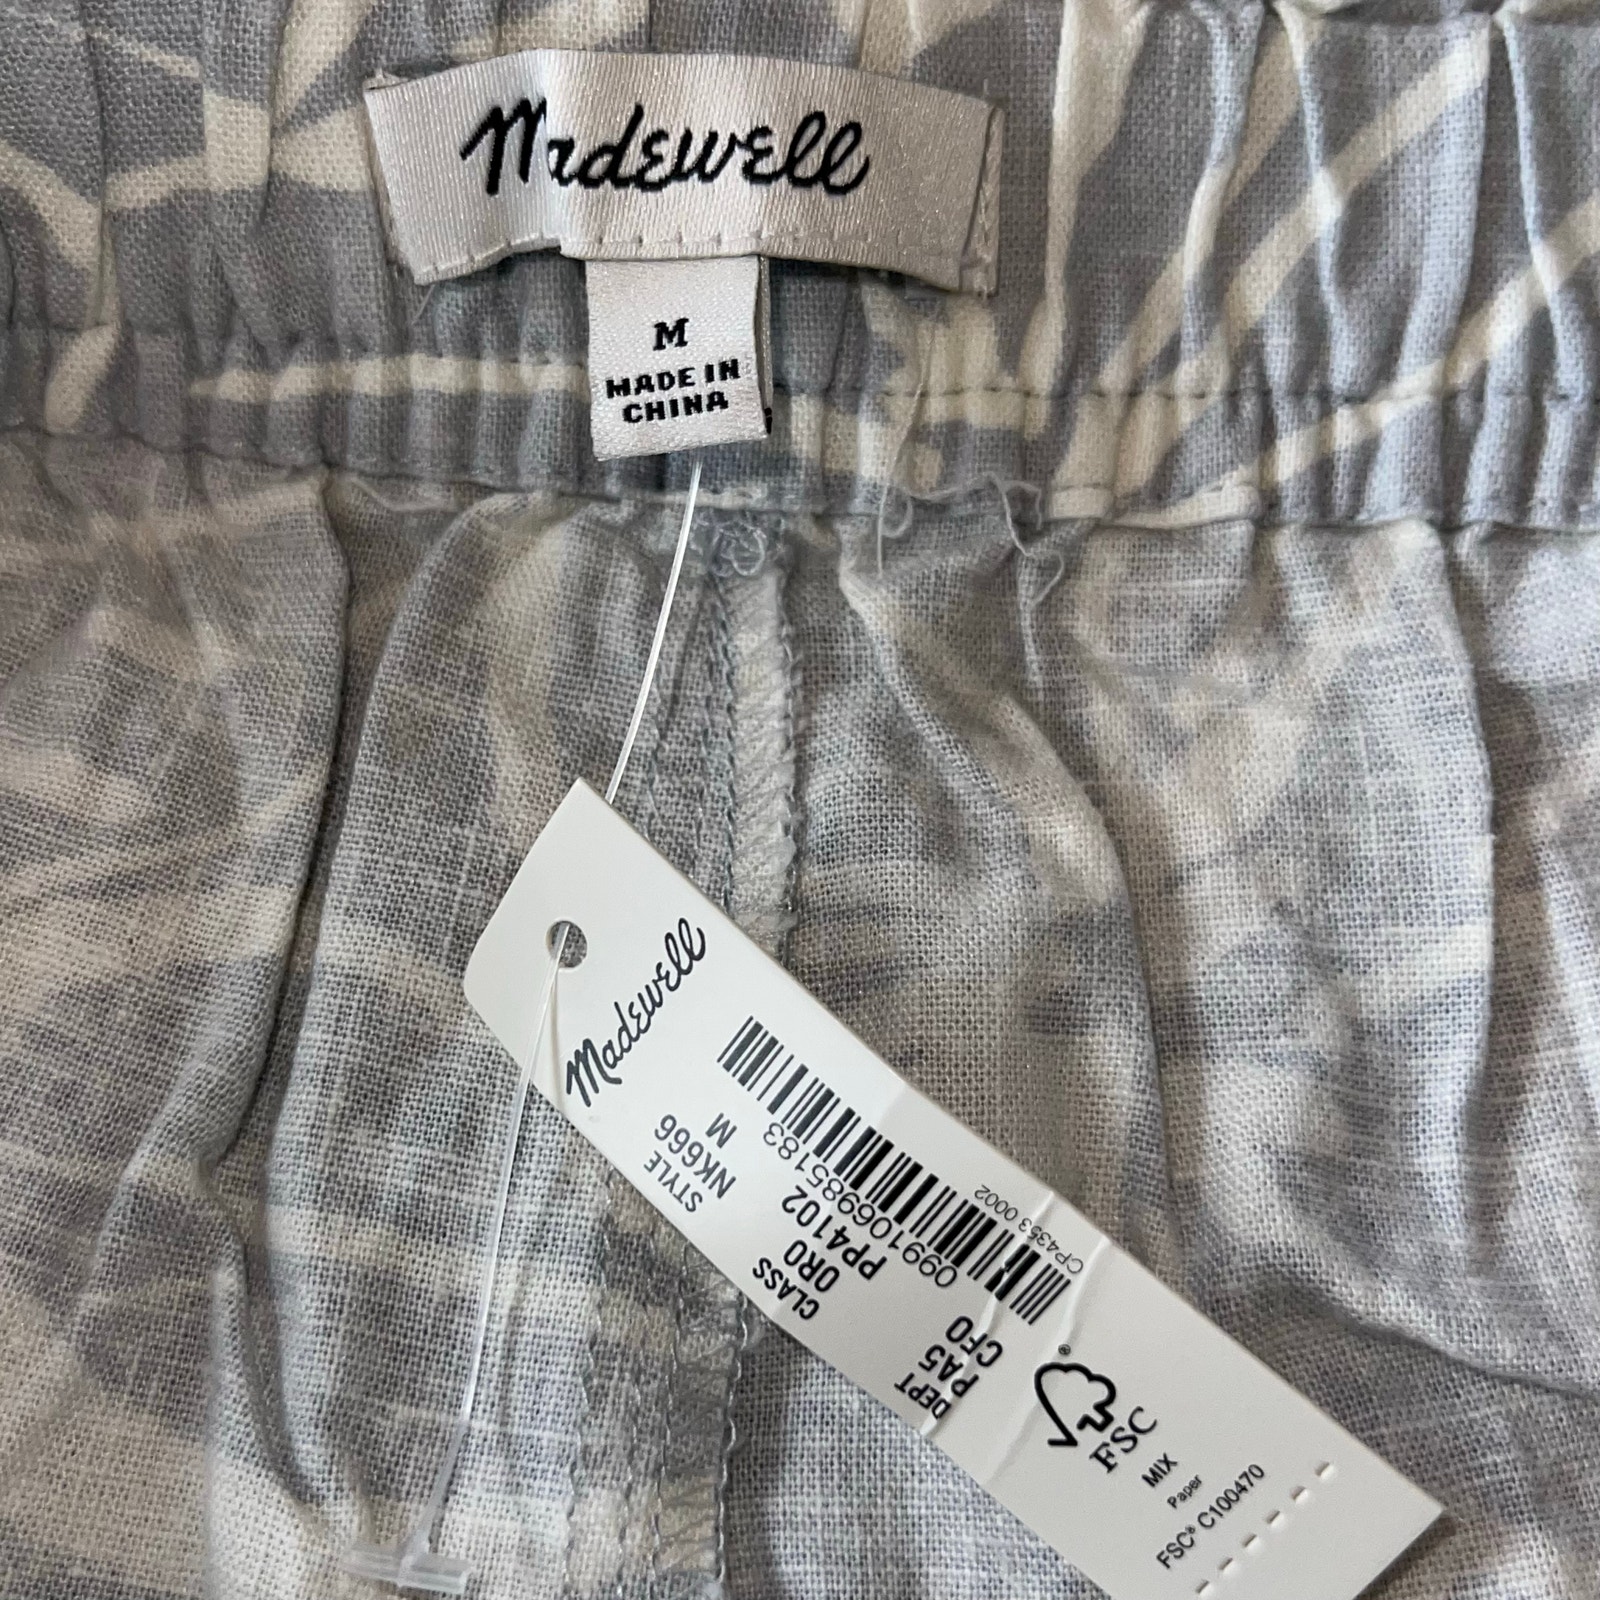 Madewell
M
MADE IN
CHINA
Madewell
STYLE
NK666
M
CLASS
0R0
PP4102
099106985183
DEPT
PA5
CF0
CP4353 0002
FSC
MIX
Paper
FSC® C100470